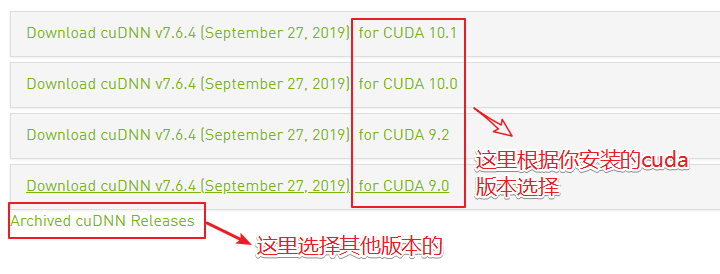 Download cuDNN v7.6.4 (September 27, 2019), for CUDA 10.1
Download cuDNN v7.6.4 (September 27, 2019), for CUDA 10.0
Download cuDNN v7.6.4 (September 27, 2019), for CUDA 9.2
Download cuDNN v7.6.4 (September 27, 2019), for CUDA 9.0
这里根据你安装的cuda
版本选择
Archived cuDNN Releases
这里选择其他版本的